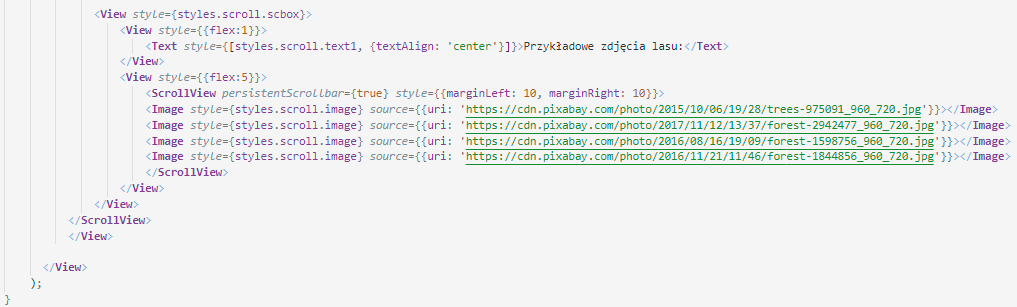 <View style={styles.scroll.scbox}>
<View style={{flex:1}}>
<Text style={[styles.scroll.text1, {textAlign: 'center'}]}>Przykładowe zdjęcia lasu:</Text>
</View>
<View style={{flex:5}}>
<ScrollView persistentScrollbar={true} style={{marginLeft: 10, marginRight: 10}}>
<Image style={styles.scroll.image} source={{uri: 'https://cdn.pixabay.com/photo/2015/10/06/19/28/trees-975091_960_720.jpg'}}></Image>
<Image style={styles.scroll.image} source={{uri: 'https://cdn.pixabay.com/photo/2017/11/12/13/37/forest-2942477_960_720.jpg'}}></Image>
<Image style={styles.scroll.image} source={{uri: 'https://cdn.pixabay.com/photo/2016/08/16/19/09/forest-1598756_960_720.jpg'}}></Image>
<Image style={styles.scroll.image} source={{uri: 'https://cdn.pixabay.com/photo/2016/11/21/11/46/forest-1844856_960_720.jpg'}}></Image>
</ScrollView>
</View>
</View>
</ScrollView>
</View>
</View>
);
}